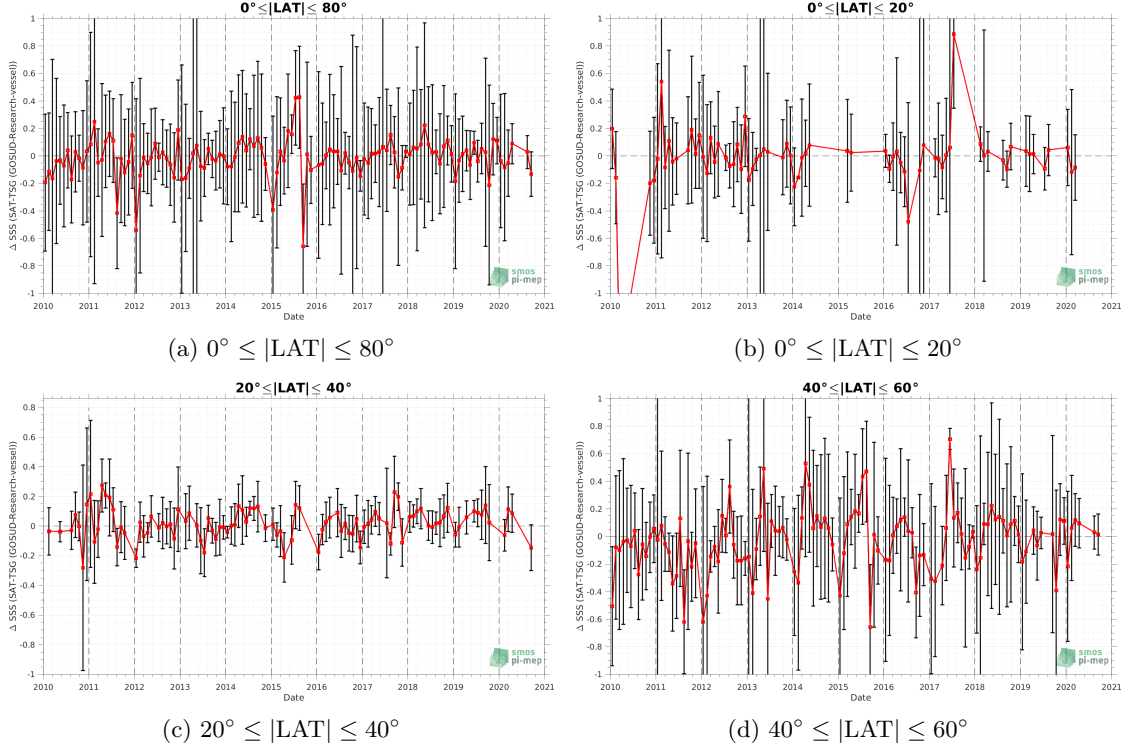 0°≤|LAT|≤ 80°
Δ SSS (SAT-TSG (GOSUD-Research-vessel))
1
0.8
0.6
0.4
0.2
0
-0.2
-0.4
-0.6
-0.8
-1
2010 2011 2012 2013 2014 2015 2016 2017 2018 2019 2020 2021
Date
smos
pi-mep
(a) 0° ≤ |LAT| ≤ 80°
0°≤|LAT|≤ 20°
Δ SSS (SAT-TSG (GOSUD-Research-vessel))
1
0.8
0.6
0.4
0.2
0
-0.2
-0.4
-0.6
-0.8
-1
2010 2011 2012 2013 2014 2015 2016 2017 2018 2019 2020 2021
Date
smos
pi-mep
(b) 0° ≤ |LAT| ≤ 20°
20°≤|LAT|≤ 40°
Δ SSS (SAT-TSG (GOSUD-Research-vessel))
0.8
0.6
0.4
0.2
0
-0.2
-0.4
-0.6
-0.8
-1
2010 2011 2012 2013 2014 2015 2016 2017 2018 2019 2020 2021
Date
smos
pi-mep
(c) 20° ≤ |LAT| ≤ 40°
40°≤|LAT|≤ 60°
Δ SSS (SAT-TSG (GOSUD-Research-vessel))
1
0.8
0.6
0.4
0.2
0
-0.2
-0.4
-0.6
-0.8
-1
2010 2011 2012 2013 2014 2015 2016 2017 2018 2019 2020 2021
Date
smos
pi-mep
(d) 40° ≤ |LAT| ≤ 60°